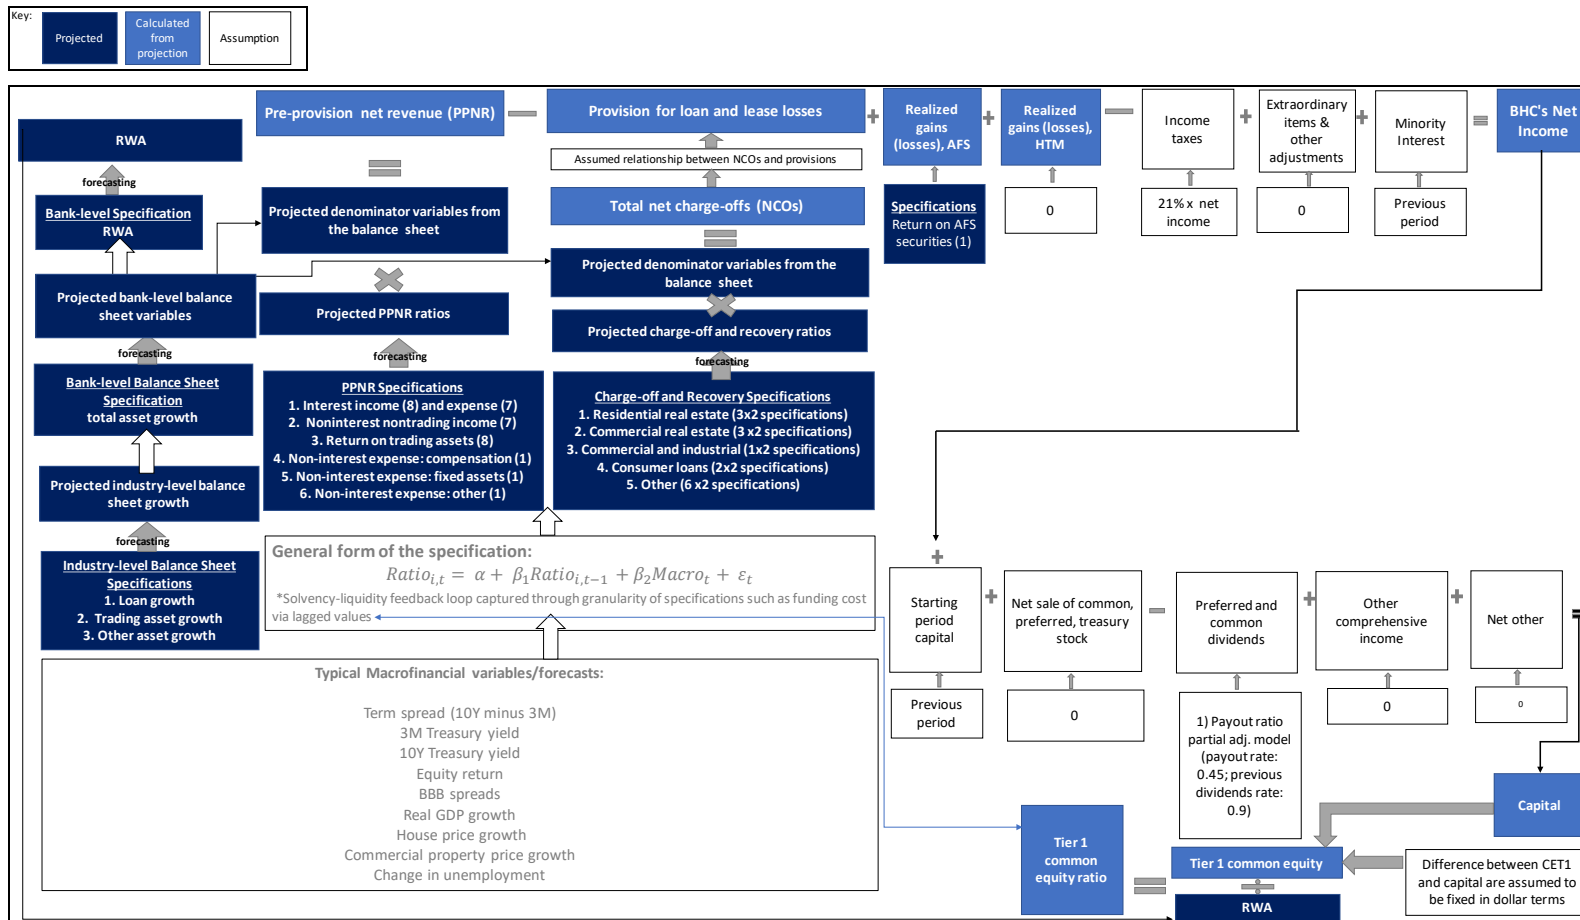 Key:
Projected
Calculated
from
projection
Assumption
RWA
forecasting
Bank-level Specification
RWA
Projected bank-level balance
sheet variables
forecasting
Bank-level Balance Sheet
Specification
total asset growth
Projected industry-level balance
sheet growth
forecasting
Industry-level Balance Sheet
Specifications
1. Loan growth
2. Trading asset growth
3. Other asset growth
Pre-provision net revenue (PPNR)
Projected denominator variables from
the balance sheet
Projected PPNR ratios
forecasting
PPNR Specifications
1. Interest income (8) and expense (7)
2. Noninterest nontrading income (7)
3. Return on trading assets (8)
4. Non-interest expense: compensation (1)
5. Non-interest expense: fixed assets (1)
6. Non-interest expense: other (1)
Provision for loan and lease losses
Assumed relationship between NCOs and provisions
Total net charge-offs (NCOs)
Projected denominator variables from the
balance sheet
Projected charge-off and recovery ratios
forecasting
Charge-off and Recovery Specifications
1. Residential real estate (3x2 specifications)
2. Commercial real estate (3 x2 specifications)
3. Commercial and industrial (1x2 specifications)
4. Consumer loans (2x2 specifications)
5. Other (6 x2 specifications)
General form of the specification:
Ratio_{i,t} = α + β_1Ratio_{i,t−1} + β_2Macro_t + ε_t
*Solvency-liquidity feedback loop captured through granularity of specifications such as funding cost
via lagged values
Typical Macrofinancial variables/forecasts:
Term spread (10Y minus 3M)
3M Treasury yield
10Y Treasury yield
Equity return
BBB spreads
Real GDP growth
House price growth
Commercial property price growth
Change in unemployment
+
Realized
gains
(losses), AFS
Specifications
Return on AFS
securities (1)
+
Realized
gains (losses),
HTM
0
Income
taxes
21% x net
income
+
Extraordinary
items &
other
adjustments
0
+
Minority
Interest
Previous
period
=
BHC's Net
Income
+
Starting
period
capital
Previous
period
+
Net sale of common,
preferred, treasury
stock
0
Preferred and
common
dividends
1) Payout ratio
partial adj. model
(payout rate:
0.45; previous
dividends rate:
0.9)
+
Other
comprehensive
income
0
+
Net other
0
=
Capital
Tier 1
common
equity ratio
=
Tier 1 common equity
÷
RWA
Difference between CET1
and capital are assumed to
be fixed in dollar terms